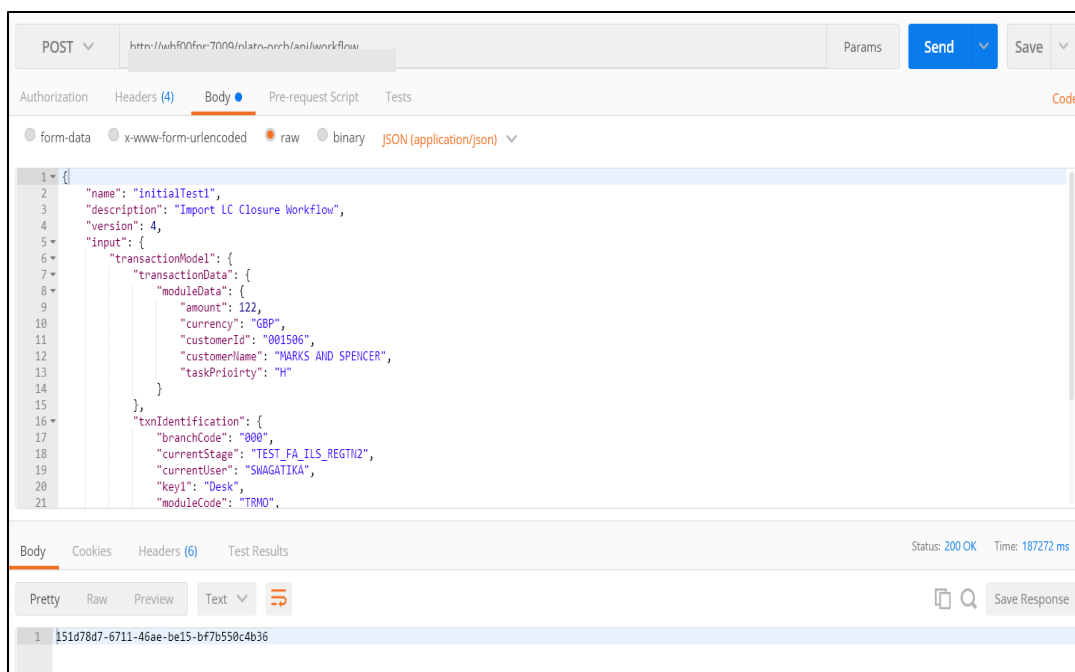 POST http://whf00fpr:7009/plato-orch/api/workflow Params Send Save
Authorization Headers (4) Body Pre-request Script Tests Code
form-data x-www-form-urlencoded raw binary JSON (application/json)
1 {
2 "name": "initialTest1",
3 "description": "Import LC Closure Workflow",
4 "version": 4,
5 "input": {
6 "transactionModel": {
7 "transactionData": {
8 "moduleData": {
9 "amount": 122,
10 "currency": "GBP",
11 "customerId": "001506",
12 "customerName": "MARKS AND SPENCER",
13 "taskPrioirty": "H"
14 }
15 },
16 "txnIdentification": {
17 "branchCode": "000",
18 "currentStage": "TEST_FA_ILS_REGTN2",
19 "currentUser": "SWAGATIKA",
20 "key1": "Desk",
21 "moduleCode": "TRMO",
Body Cookies Headers (6) Test Results Status: 200 OK Time: 187272 ms
Pretty Raw Preview Text Save Response
1 151d78d7-6711-46ae-be15-bf7b550c4b36